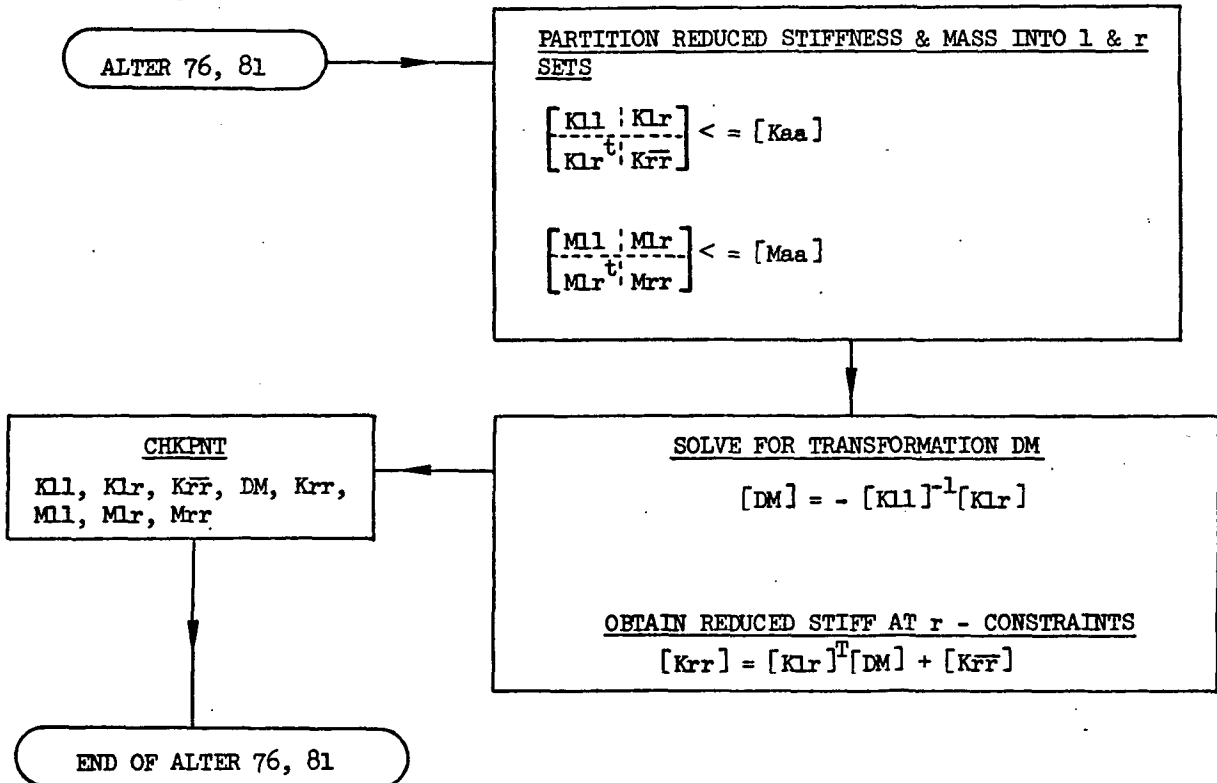 ALTER 76, 81
PARTITION REDUCED STIFFNESS & MASS INTO l & r
SETS
[Kll ¦ Klr] < = [Kaa]
[Klr^t ¦ Kr̅r̅]
[Mll ¦ Mlr] < = [Maa]
[Mlr^t ¦ Mrr]
SOLVE FOR TRANSFORMATION DM
[DM] = - [Kll]^-1 [Klr]
OBTAIN REDUCED STIFF AT r - CONSTRAINTS
[Krr] = [Klr]^T [DM] + [Kr̅r̅]
CHKPNT
Kll, Klr, Kr̅r̅, DM, Krr,
Mll, Mlr, Mrr
END OF ALTER 76, 81